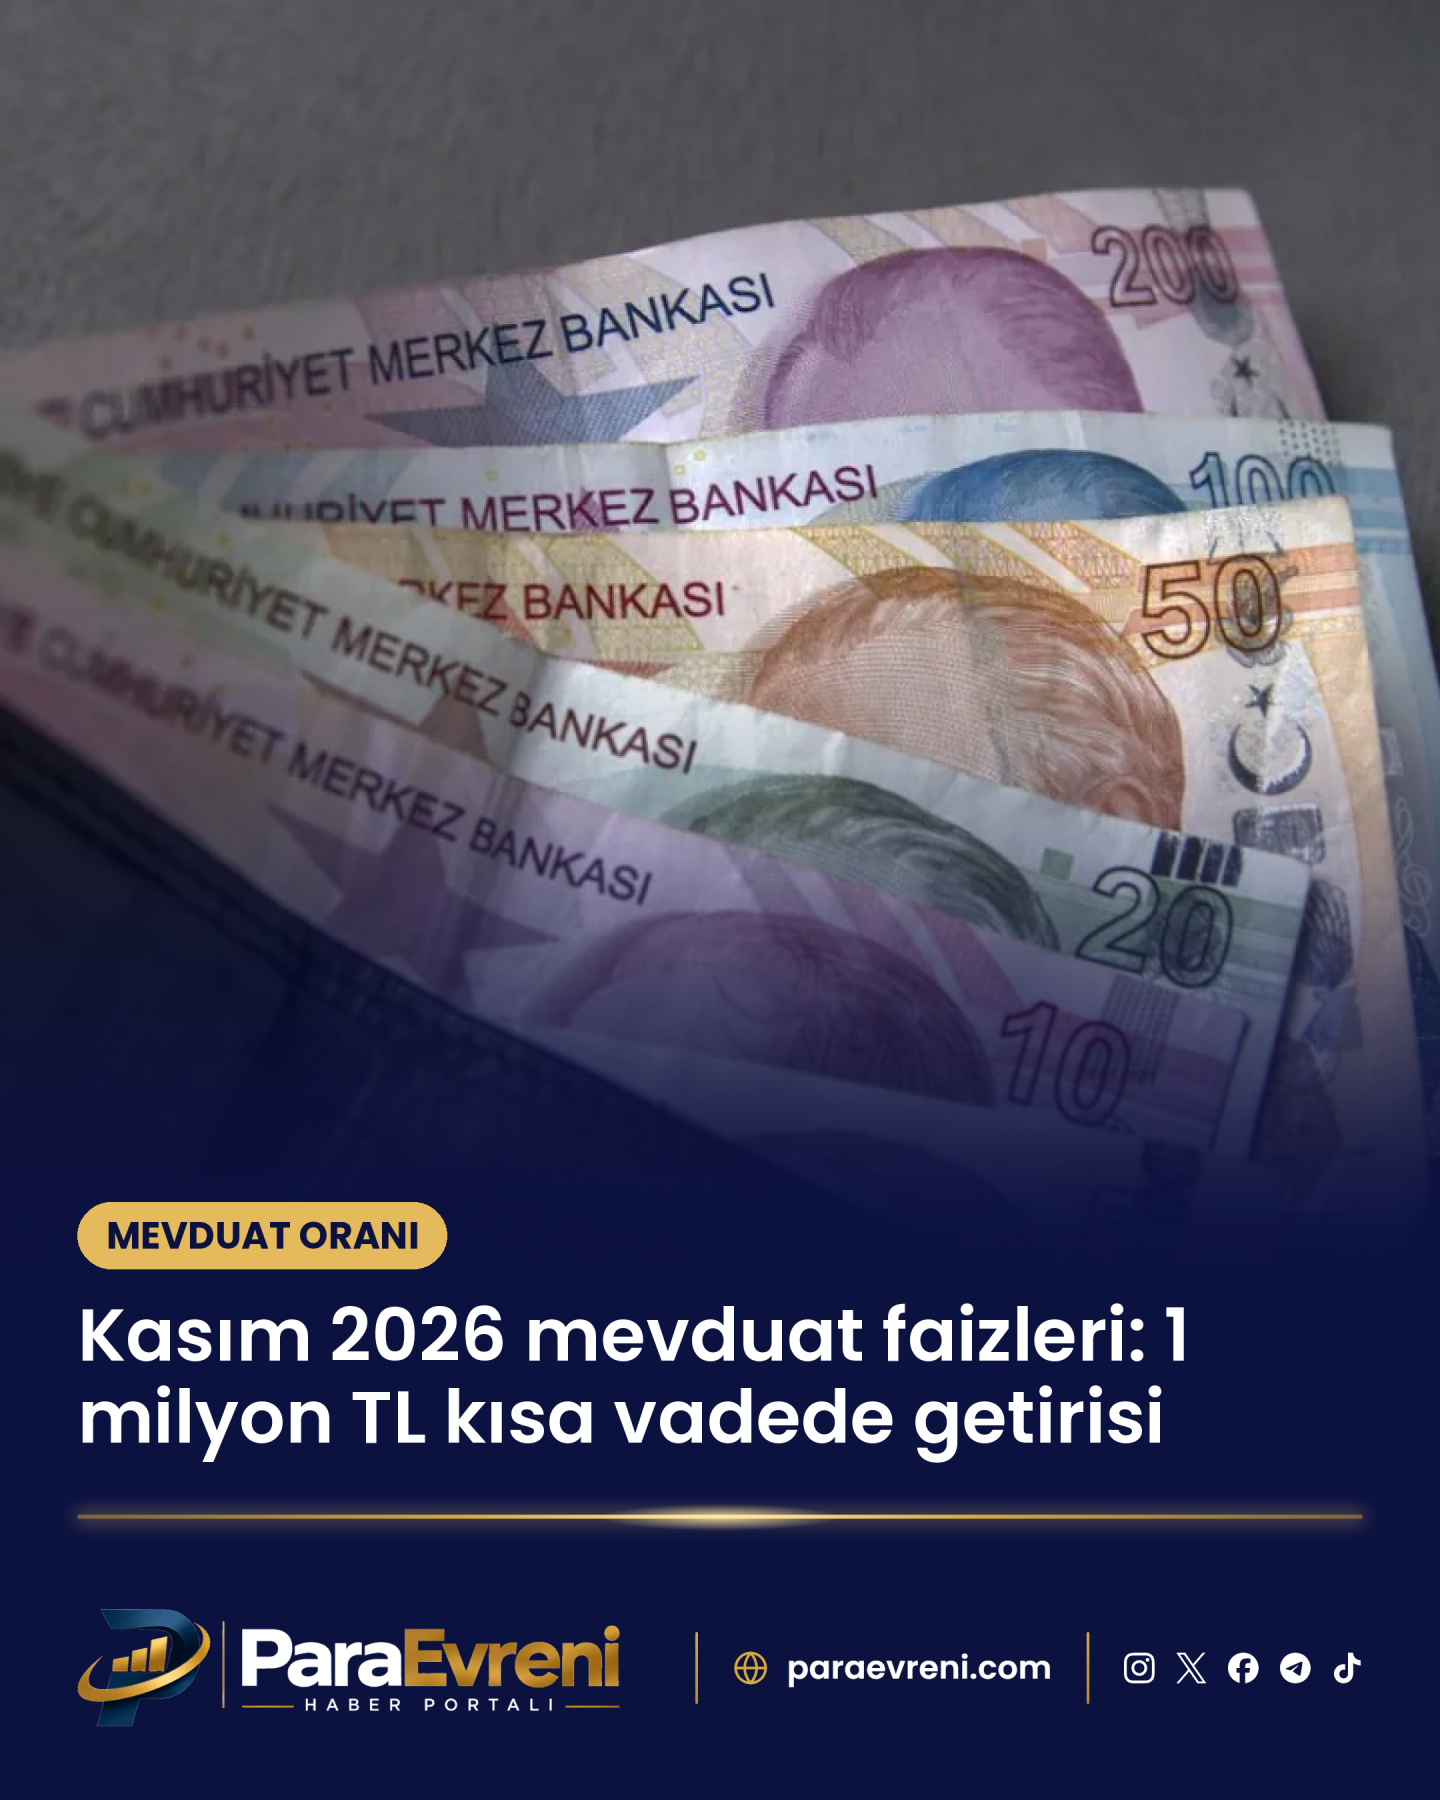 200
CUMHURİYET MERKEZ BANKASI
100
MERKEZ BANKASI
50
BANKASI
CUMHURİYET MERKEZ BANKASI
20
CUMHURİYET MERKEZ BANKASI
10
MEVDUAT ORANI
Kasım 2026 mevduat faizleri: 1
milyon TL kısa vadede getirisi
ParaEvreni
HABER PORTALI
paraevreni.com